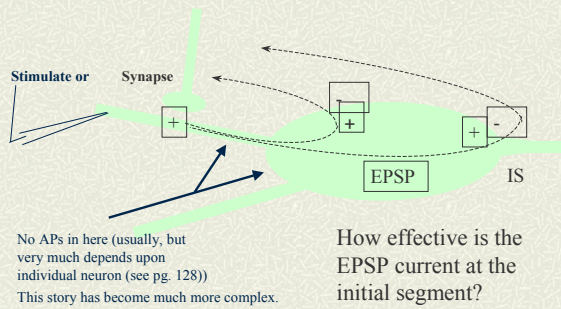 Stimulate or Synapse
-
+ + + -
EPSP IS
No APs in here (usually, but
very much depends upon
individual neuron (see pg. 128))
This story has become much more complex.
How effective is the
EPSP current at the
initial segment?